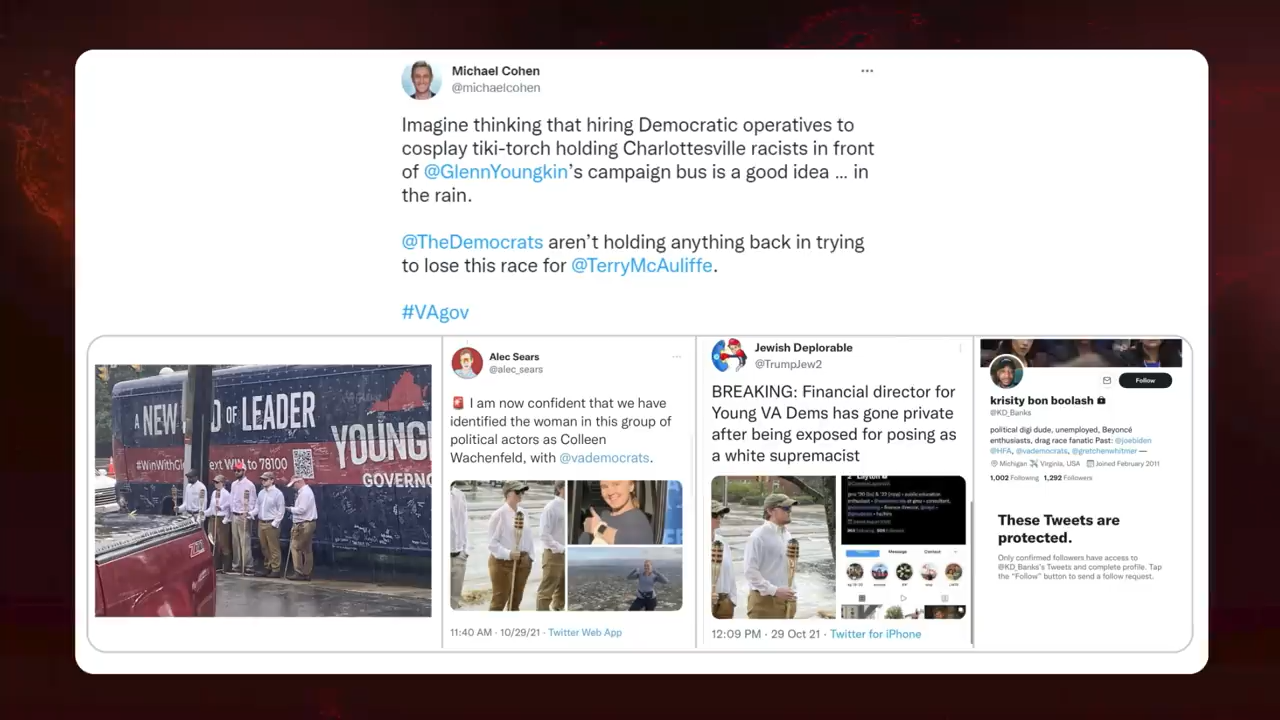 Michael Cohen
@michaelcohen
Imagine thinking that hiring Democratic operatives to
cosplay tiki-torch holding Charlottesville racists in front
of @GlennYoungkin's campaign bus is a good idea ... in
the rain.
@TheDemocrats aren't holding anything back in trying
to lose this race for @TerryMcAuliffe.
#VAgov
A NEW
D OF LEADER
YOUNG
#WinWithGl
ext WIN to 78100
GOVERNO
Alec Sears
@alec_sears
🚨 I am now confident that we have
identified the woman in this group of
political actors as Colleen
Wachenfeld, with @vademocrats.
11:40 AM · 10/29/21 · Twitter Web App
Jewish Deplorable
@TrumpJew2
BREAKING: Financial director for
Young VA Dems has gone private
after being exposed for posing as
a white supremacist
Message
Contact
12:09 PM · 29 Oct 21 · Twitter for iPhone
Follow
krisity bon boolash
@KD_Banks
political digi dude, unemployed, Beyoncé
enthusiasts, drag race fanatic Past: @joebiden
@HFA, @vademocrats, @gretchenwhitmer —
Michigan ✈ Virginia, USA Joined February 2011
1,002 Following 1,292 Followers
These Tweets are
protected.
Only confirmed followers have access to
@KD_Banks's Tweets and complete profile. Tap
the "Follow" button to send a follow request.